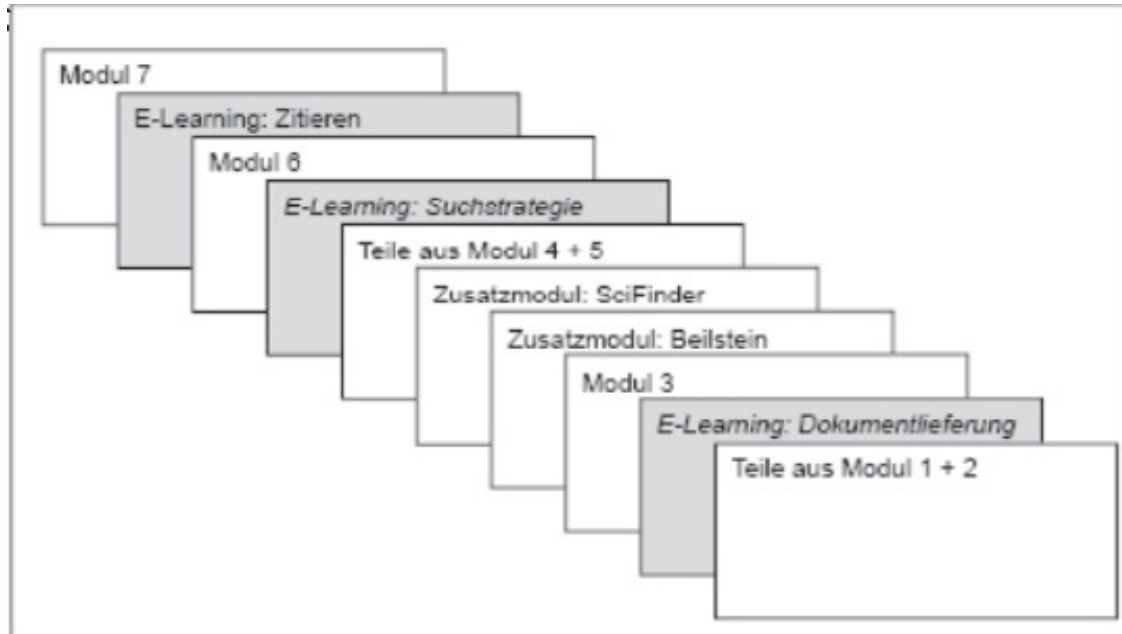 Modul 7
E-Learning: Zitieren
Modul 6
E-Learning: Suchstrategie
Teile aus Modul 4 + 5
Zusatzmodul: SciFinder
Zusatzmodul: Beilstein
Modul 3
E-Learning: Dokumentlieferung
Teile aus Modul 1 + 2